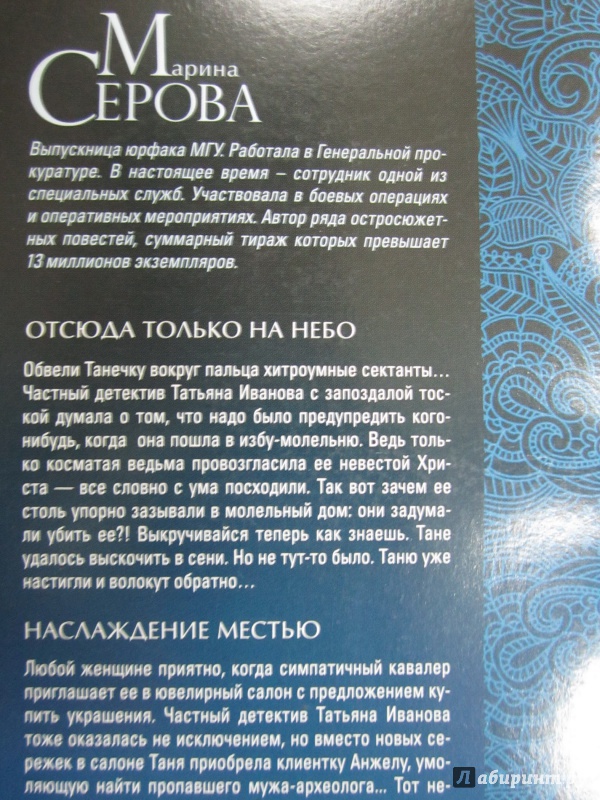 Марина
Серова
Выпускница юрфака МГУ. Работала в Генеральной про-
куратуре. В настоящее время – сотрудник одной из
специальных служб. Участвовала в боевых операциях
и оперативных мероприятиях. Автор ряда остросюжет-
ных повестей, суммарный тираж которых превышает
13 миллионов экземпляров.
ОТСЮДА ТОЛЬКО НА НЕБО
Обвели Танечку вокруг пальца хитроумные сектанты...
Частный детектив Татьяна Иванова с запоздалой тос-
кой думала о том, что надо было предупредить кого-
нибудь, когда она пошла в избу-молельню. Ведь толь-
ко косматая ведьма провозгласила ее невестой Хри-
ста — все словно с ума посходили. Так вот зачем ее
столь упорно зазывали в молельный дом: они задума-
ли убить ее?! Выкручивайся теперь как знаешь. Тане
удалось выскочить в сени. Но не тут-то было. Таню уже
настигли и волокут обратно...
НАСЛАЖДЕНИЕ МЕСТЬЮ
Любой женщине приятно, когда симпатичный кавалер
приглашает ее в ювелирный салон с предложением ку-
пить украшения. Частный детектив Татьяна Иванова
тоже оказалась не исключением, но вместо новых се-
режек в салоне Таня приобрела клиентку Анжелу, умо-
ляющую найти пропавшего мужа-археолога... Тот не-
Лабиринт.ру